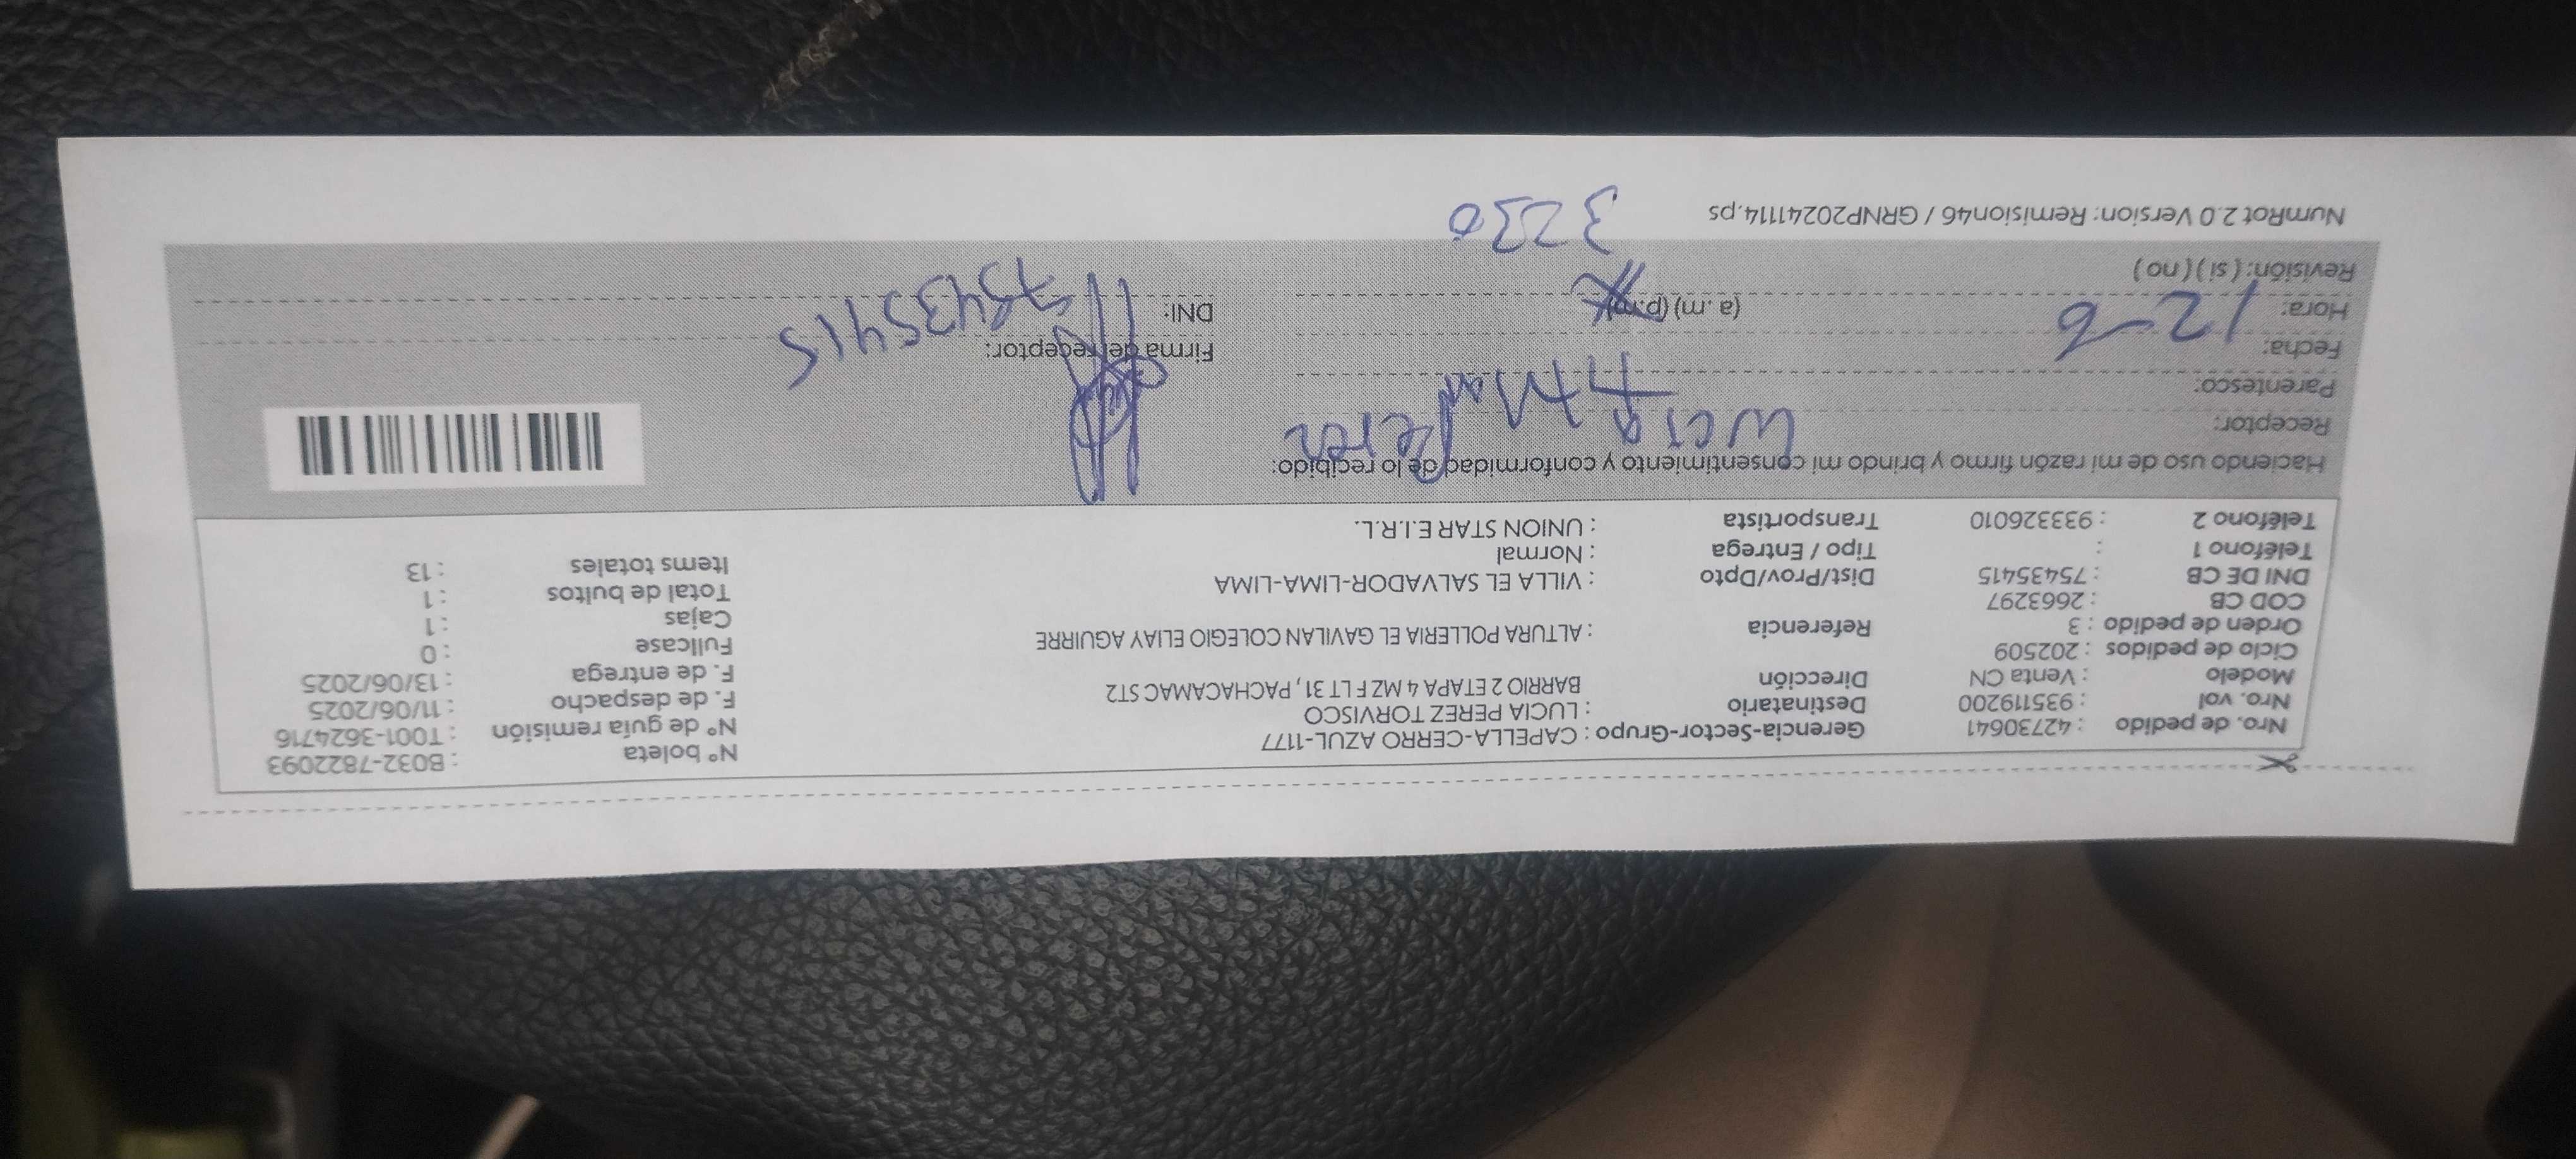 Nro. de pedido : 42730641 Gerencia-Sector-Grupo : CAPELLA-CERRO AZUL-1177 N° boleta : B032-7822093
Nro. vol : 935119200 Destinatario : LUCIA PEREZ TORVISCO N° de guía remisión : T001-3624716
Modelo : Venta CN Dirección BARRIO 2 ETAPA 4 MZ F LT 31, PACHACAMAC ST2 F. de despacho : 11/06/2025
Ciclo de pedidos : 202509 F. de entrega : 13/06/2025
Orden de pedido : 3 Referencia : ALTURA POLLERIA EL GAVILAN COLEGIO ELIAY AGUIRRE Fullcase : 0
COD CB : 2663297 Cajas : 1
DNI DE CB : 75435415 Dist/Prov/Dpto : VILLA EL SALVADOR-LIMA-LIMA Total de bultos : 1
Teléfono 1 : Tipo / Entrega : Normal Items totales : 13
Teléfono 2 : 933326010 Transportista : UNION STAR E.I.R.L.
Haciendo uso de mi razón firmo y brindo mi consentimiento y conformidad de lo recibido:
Receptor: Lucia Perez
Parentesco:
Fecha: 12-6 Firma del receptor:
Hora: (a.m) (p.m) DNI: 75435415
Revisión: ( si ) ( no )
NumRot 2.0 Version: Remision46 / GRNP20241114.ps 3230